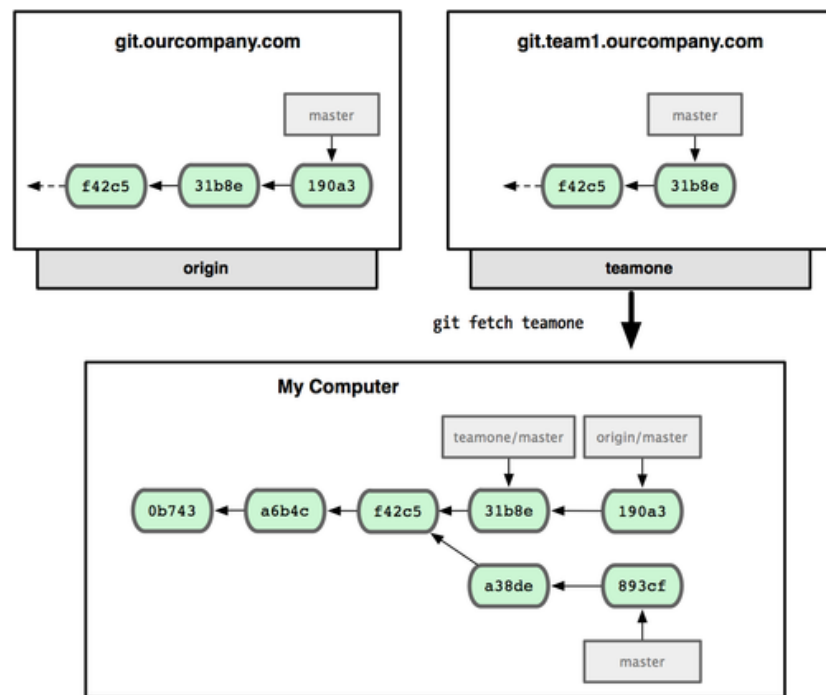 git.ourcompany.com
master
f42c5 31b8e 190a3
origin
git.team1.ourcompany.com
master
f42c5 31b8e
teamone
git fetch teamone
My Computer
teamone/master origin/master
0b743 a6b4c f42c5 31b8e 190a3
a38de 893cf
master